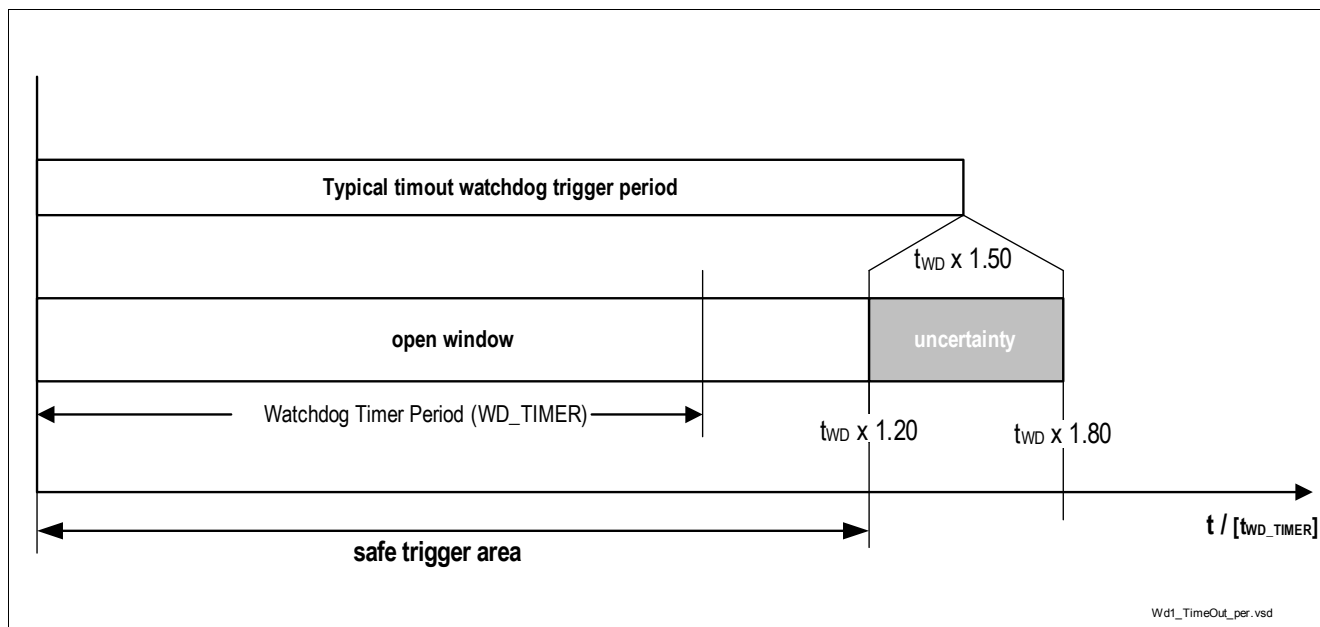 Typical timout watchdog trigger period
tWD x 1.50
open window
uncertainty
Watchdog Timer Period (WD_TIMER)
tWD x 1.20
tWD x 1.80
t / [tWD_TIMER]
safe trigger area
Wd1_TimeOut_per.vsd